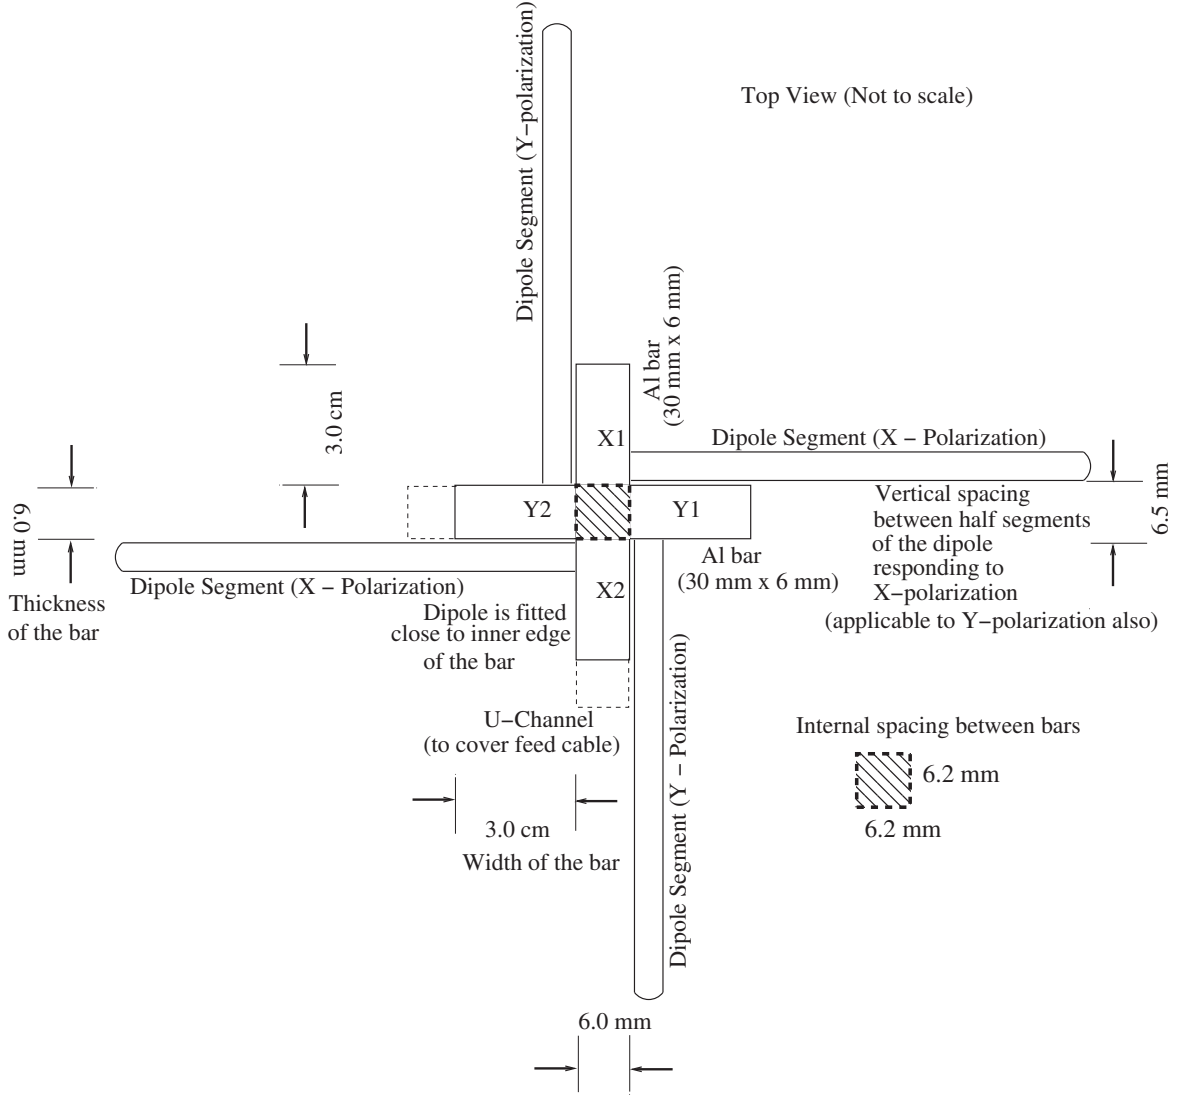 Top View (Not to scale)
Dipole Segment (Y−polarization)
Al bar
(30 mm x 6 mm)
3.0 cm
X1
Dipole Segment (X − Polarization)
6.0 mm
Y2
Y1
6.5 mm
Vertical spacing
between half segments
of the dipole
responding to
X−polarization
(applicable to Y−polarization also)
Al bar
(30 mm x 6 mm)
Thickness
of the bar
Dipole Segment (X − Polarization)
X2
Dipole is fitted
close to inner edge
of the bar
U−Channel
(to cover feed cable)
Dipole Segment (Y − Polarization)
Internal spacing between bars
6.2 mm
6.2 mm
3.0 cm
Width of the bar
6.0 mm